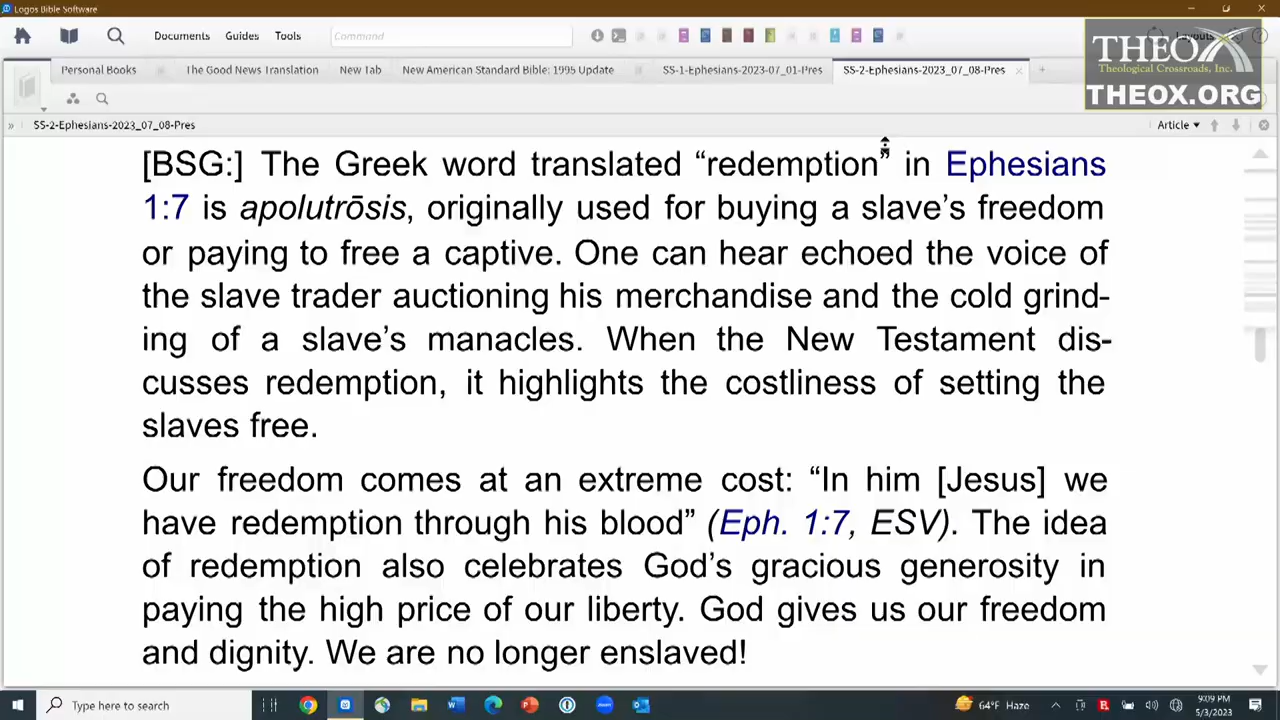 Logos Bible Software
Documents Guides Tools Command Layouts
THEOX
Theological Crossroads, Inc.
THEOX.ORG
Personal Books The Good News Translation New Tab SS-1-Ephesians-2023-07_01-Pres SS-2-Ephesians-2023_07_08-Pres
SS-2-Ephesians-2023_07_08-Pres Article
[BSG:] The Greek word translated “redemption” in Ephesians
1:7 is apolutrōsis, originally used for buying a slave’s freedom
or paying to free a captive. One can hear echoed the voice of
the slave trader auctioning his merchandise and the cold grind-
ing of a slave’s manacles. When the New Testament dis-
cusses redemption, it highlights the costliness of setting the
slaves free.
Our freedom comes at an extreme cost: “In him [Jesus] we
have redemption through his blood” (Eph. 1:7, ESV). The idea
of redemption also celebrates God’s gracious generosity in
paying the high price of our liberty. God gives us our freedom
and dignity. We are no longer enslaved!
Type here to search 64°F Haze 9:09 PM
5/3/2023